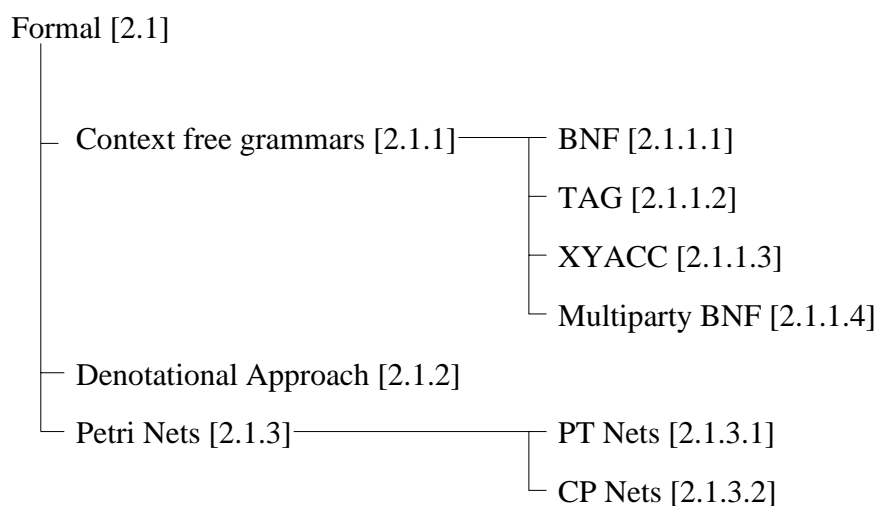 Formal [2.1]
Context free grammars [2.1.1] BNF [2.1.1.1]
TAG [2.1.1.2]
XYACC [2.1.1.3]
Multiparty BNF [2.1.1.4]
Denotational Approach [2.1.2]
Petri Nets [2.1.3] PT Nets [2.1.3.1]
CP Nets [2.1.3.2]